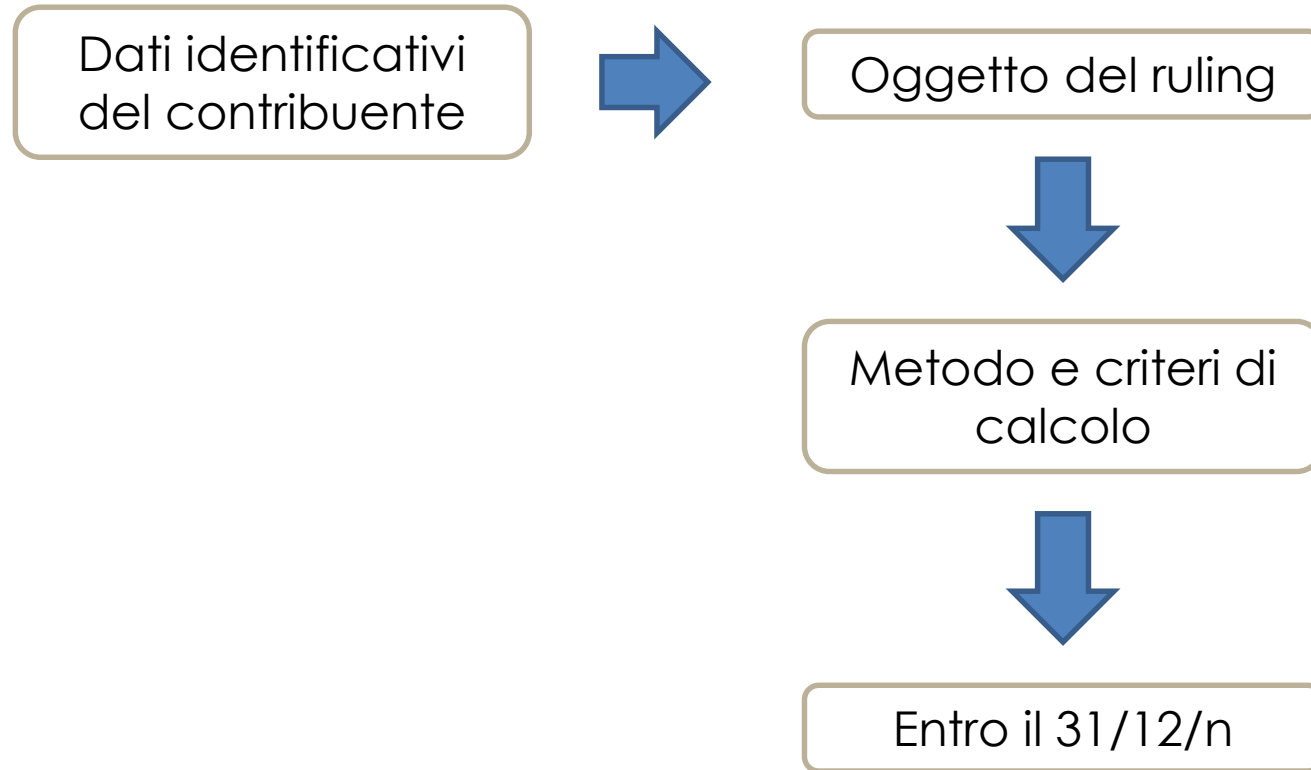 Dati identificativi
del contribuente
Oggetto del ruling
Metodo e criteri di
calcolo
Entro il 31/12/n